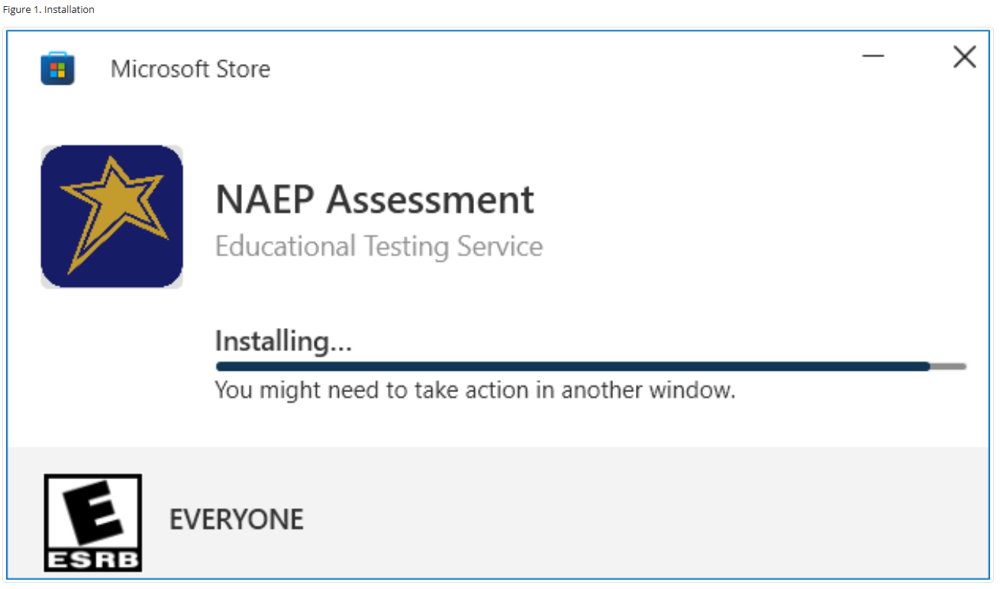 Figure 1. Installation
Microsoft Store
NAEP Assessment
Educational Testing Service
Installing...
You might need to take action in another window.
E
EVERYONE
ESRB